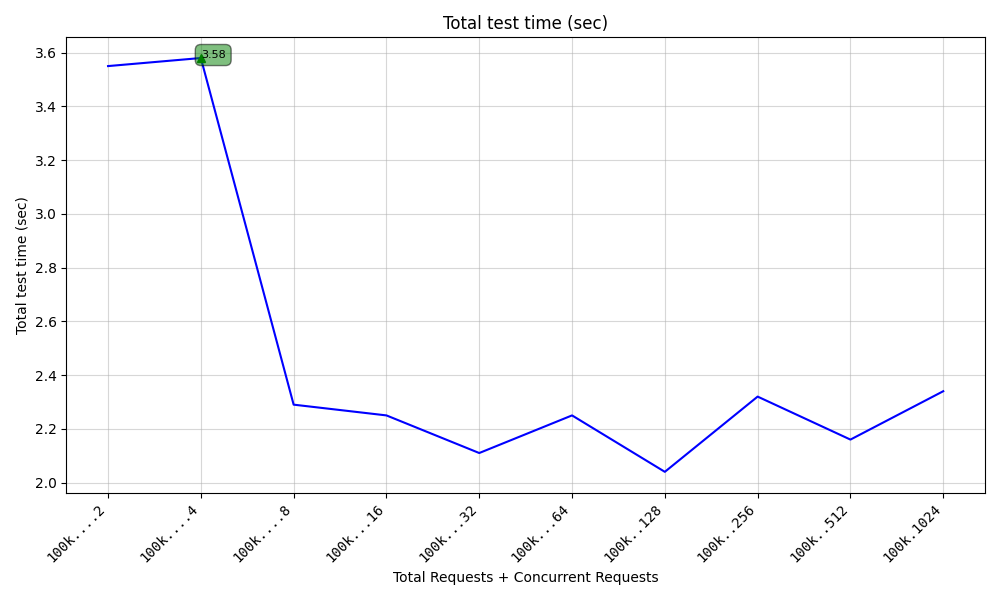 Total test time (sec)
3.58
Total test time (sec)
3.6
3.4
3.2
3.0
2.8
2.6
2.4
2.2
2.0
100k....2
100k....4
100k....8
100k...16
100k...32
100k...64
100k..128
100k..256
100k..512
100k.1024
Total Requests + Concurrent Requests